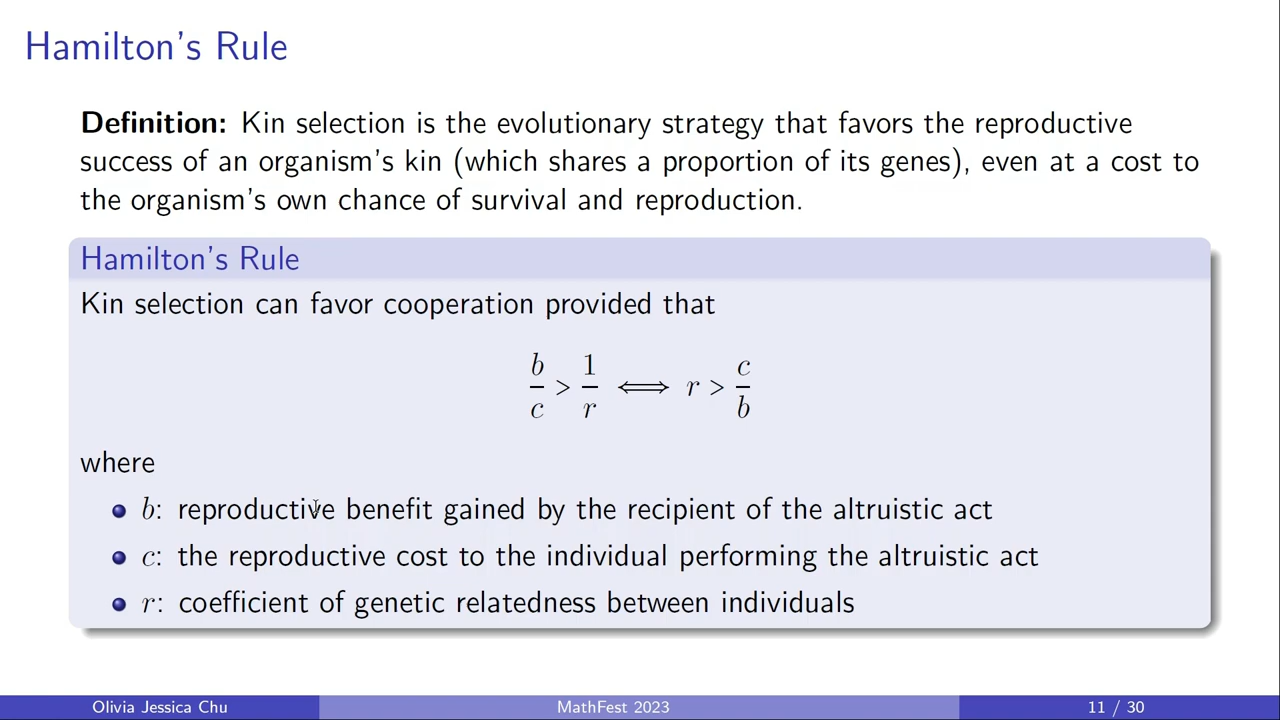 Hamilton's Rule
Definition: Kin selection is the evolutionary strategy that favors the reproductive
success of an organism's kin (which shares a proportion of its genes), even at a cost to
the organism's own chance of survival and reproduction.
Hamilton's Rule
Kin selection can favor cooperation provided that
b/c > 1/r ⟺ r > c/b
where
b: reproductive benefit gained by the recipient of the altruistic act
c: the reproductive cost to the individual performing the altruistic act
r: coefficient of genetic relatedness between individuals
Olivia Jessica Chu MathFest 2023 11 / 30